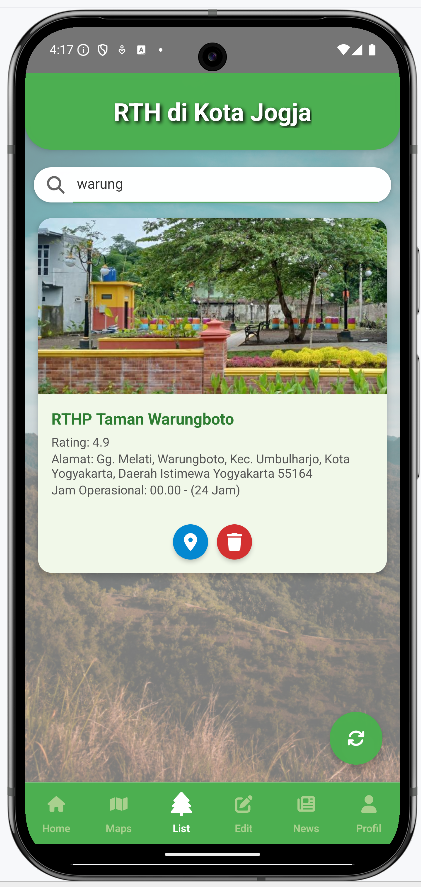 4:17
RTH di Kota Jogja
warung
RTHP Taman Warungboto
Rating: 4.9
Alamat: Gg. Melati, Warungboto, Kec. Umbulharjo, Kota
Yogyakarta, Daerah Istimewa Yogyakarta 55164
Jam Operasional: 00.00 - (24 Jam)
Home Maps List Edit News Profil